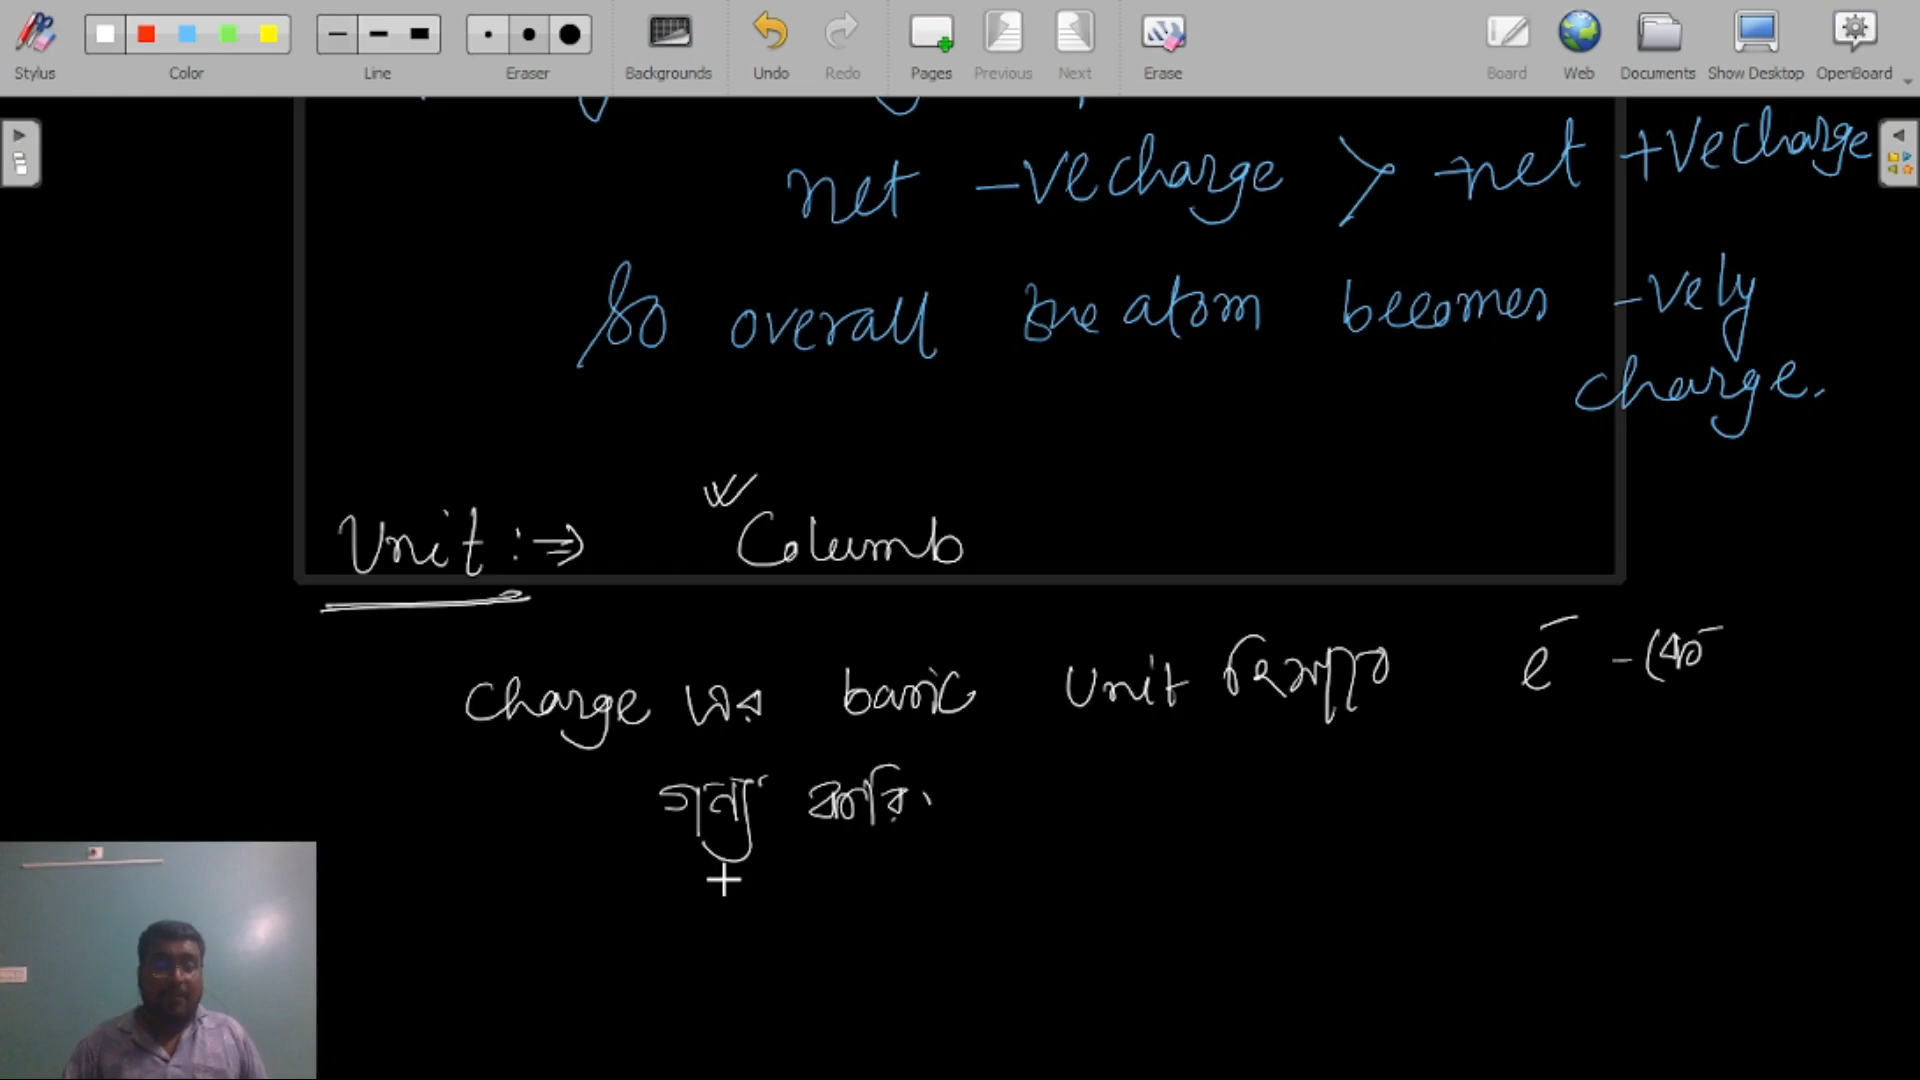 Stylus Color Line Eraser Backgrounds Undo Redo Pages Previous Next Erase Board Web Documents Show Desktop OpenBoard
net -ve charge > net +ve charge
So overall the atom becomes -vely
charge.
Unit :⇒ Columb
charge এর basic unit হিসাবে e⁻ -কে
গন্য করি।